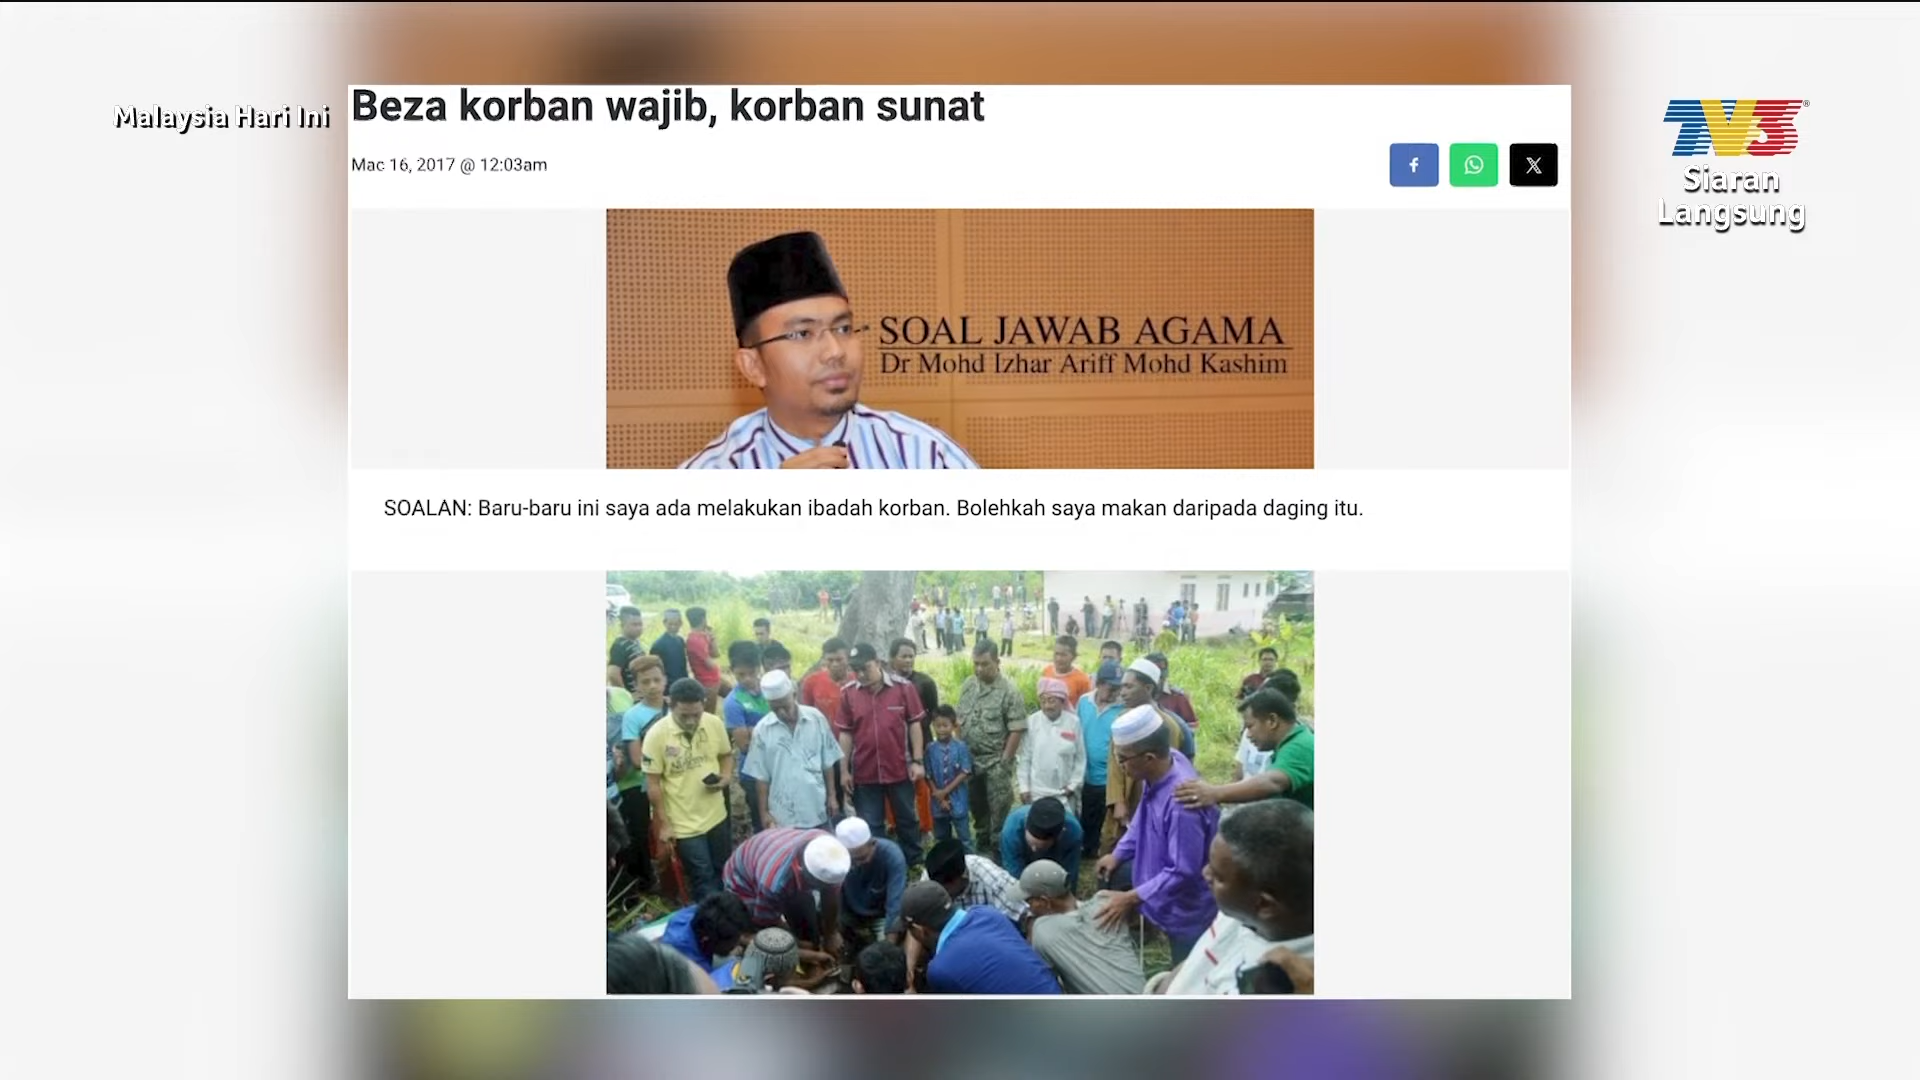 Malaysia Hari Ini
Beza korban wajib, korban sunat
Mac 16, 2017 @ 12:03am
TV3
Siaran
Langsung
SOAL JAWAB AGAMA
Dr Mohd Izhar Ariff Mohd Kashim
SOALAN: Baru-baru ini saya ada melakukan ibadah korban. Bolehkah saya makan daripada daging itu.